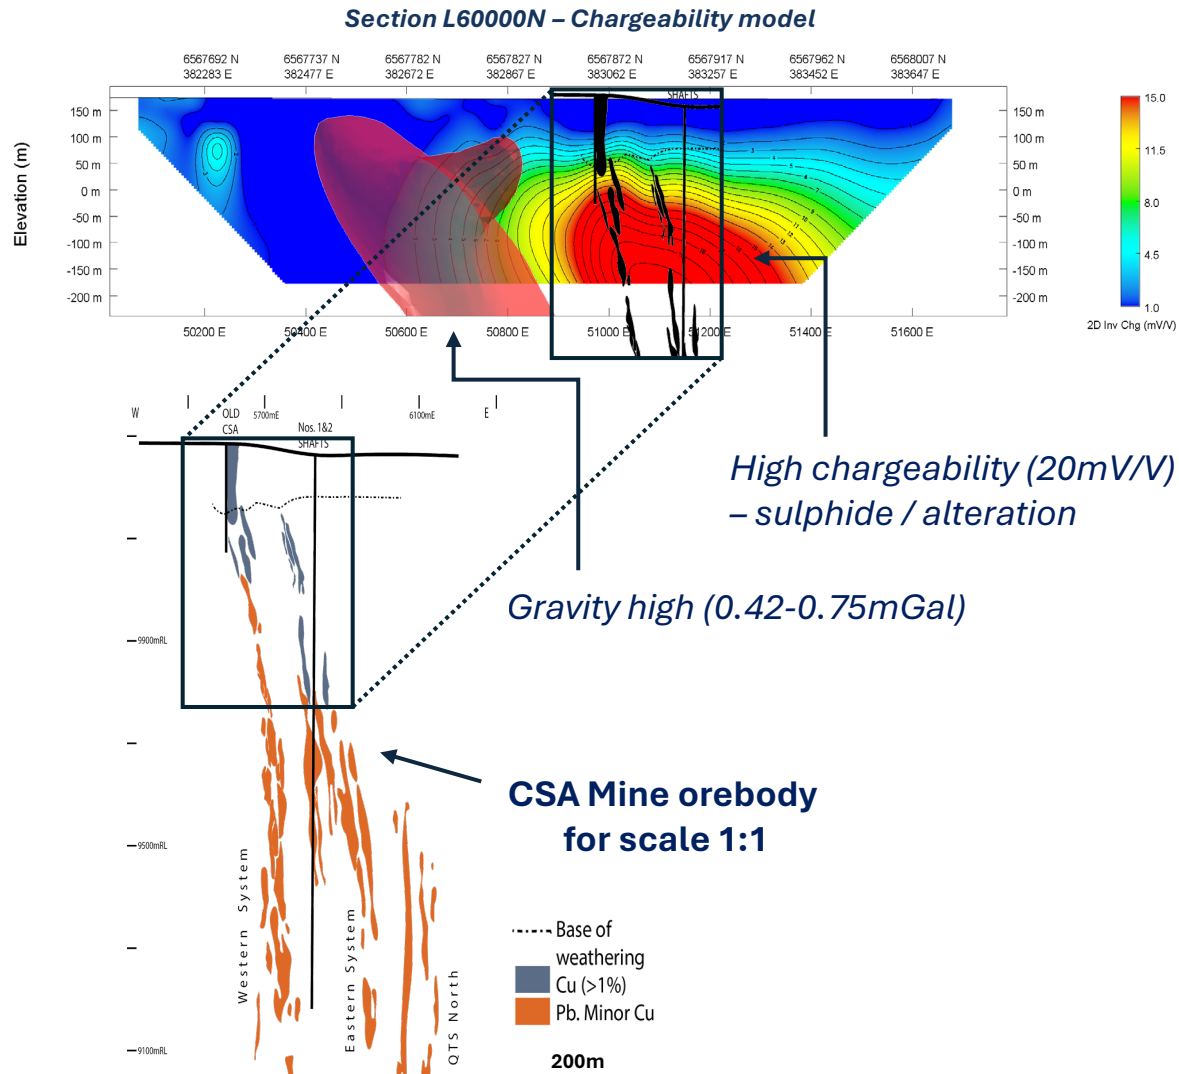 Section L60000N – Chargeability model
6567692 N 6567737 N 6567782 N 6567827 N 6567872 N 6567917 N 6567962 N 6568007 N
382283 E 382477 E 382672 E 382867 E 383062 E 383257 E 383452 E 383647 E
SHAFTS
Elevation (m)
150 m
100 m
50 m
0 m
-50 m
-100 m
-150 m
-200 m
150 m
100 m
50 m
0 m
-50 m
-100 m
-150 m
-200 m
50200 E 50400 E 50600 E 50800 E 51000 E 51200 E 51400 E 51600 E
15.0
11.5
8.0
4.5
1.0
2D Inv Chg (mV/V)
High chargeability (20mV/V)
– sulphide / alteration
Gravity high (0.42-0.75mGal)
W
OLD
CSA
5700mE
Nos. 1&2
SHAFTS
6100mE
E
9900mRL
9500mRL
9100mRL
CSA Mine orebody
for scale 1:1
Western System
Eastern System
QTS North
Base of
weathering
Cu (>1%)
Pb. Minor Cu
200m